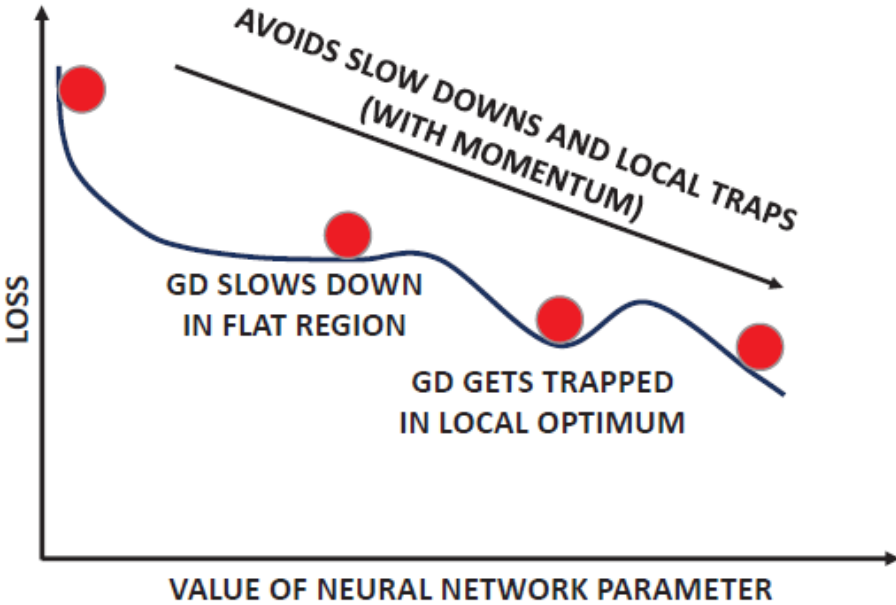 AVOIDS SLOW DOWNS AND LOCAL TRAPS
(WITH MOMENTUM)
GD SLOWS DOWN
IN FLAT REGION
GD GETS TRAPPED
IN LOCAL OPTIMUM
LOSS
VALUE OF NEURAL NETWORK PARAMETER